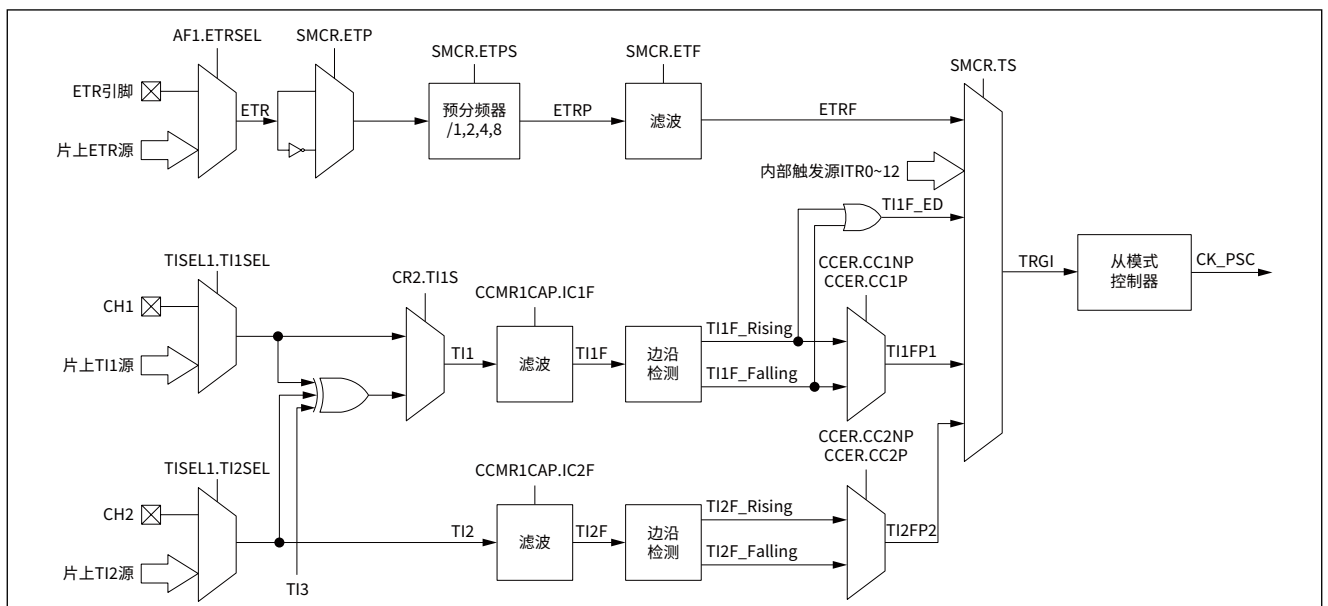 AF1.ETRSEL
SMCR.ETP
SMCR.ETPS
SMCR.ETF
SMCR.TS
ETR引脚
ETR
预分频器
/1,2,4,8
ETRP
滤波
ETRF
片上ETR源
内部触发源ITR0~12
TI1F_ED
TISEL1.TI1SEL
CR2.TI1S
CCMR1CAP.IC1F
CCER.CC1NP
CCER.CC1P
TRGI
从模式
控制器
CK_PSC
CH1
片上TI1源
TI1
滤波
TI1F
边沿
检测
TI1F_Rising
TI1F_Falling
TI1FP1
TISEL1.TI2SEL
CCMR1CAP.IC2F
CCER.CC2NP
CCER.CC2P
CH2
片上TI2源
TI3
TI2
滤波
TI2F
边沿
检测
TI2F_Rising
TI2F_Falling
TI2FP2